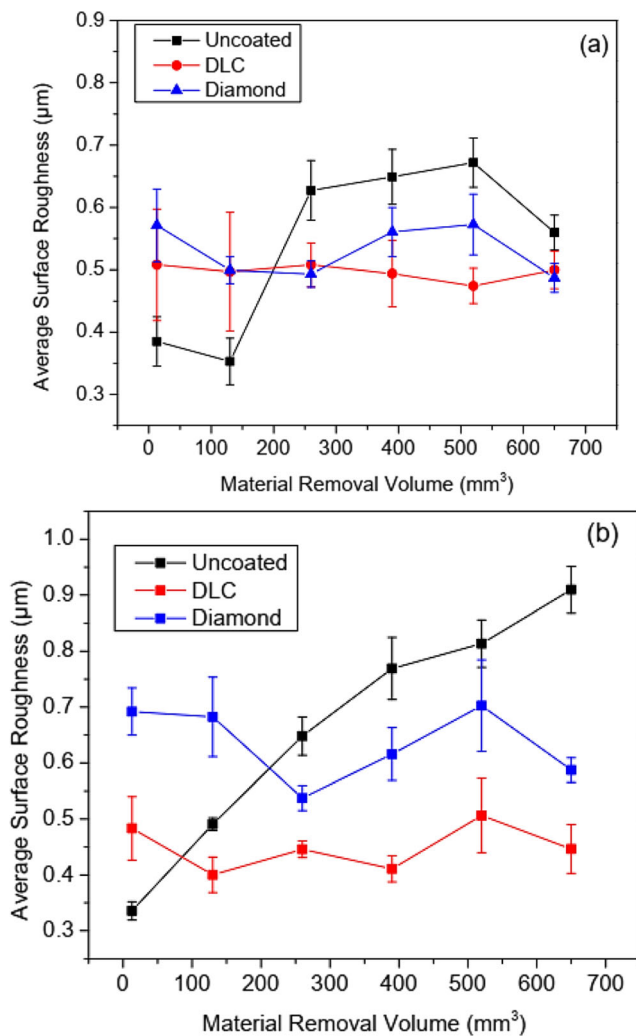 (a)
Uncoated
DLC
Diamond
0.9
0.8
0.7
0.6
0.5
0.4
0.3
Average Surface Roughness (μm)
0 100 200 300 400 500 600 700
Material Removal Volume (mm³)
(b)
Uncoated
DLC
Diamond
1.0
0.9
0.8
0.7
0.6
0.5
0.4
0.3
Average Surface Roughness (μm)
0 100 200 300 400 500 600 700
Material Removal Volume (mm³)